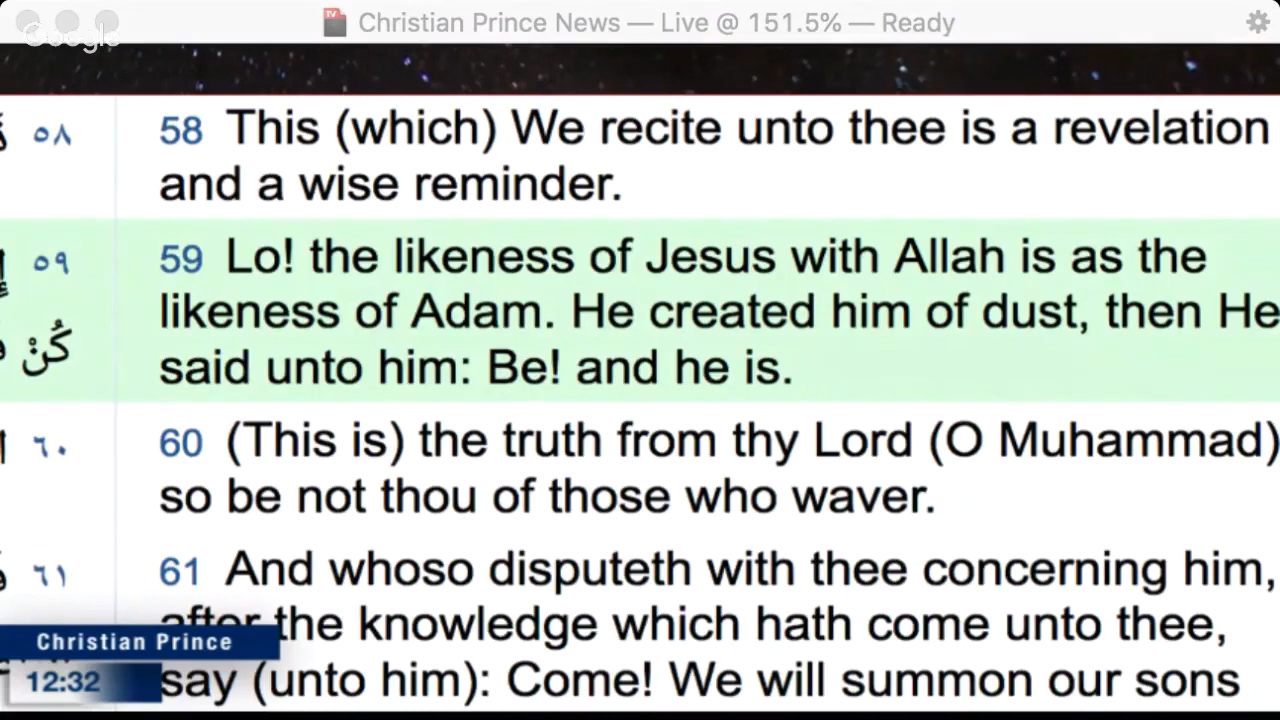 Christian Prince News — Live @ 151.5% — Ready
Google
٥٨ 58 This (which) We recite unto thee is a revelation
and a wise reminder.
٥٩ 59 Lo! the likeness of Jesus with Allah is as the
likeness of Adam. He created him of dust, then He
كُنْ said unto him: Be! and he is.
٦٠ 60 (This is) the truth from thy Lord (O Muhammad)
so be not thou of those who waver.
٦١ 61 And whoso disputeth with thee concerning him,
after the knowledge which hath come unto thee,
Christian Prince
12:32 say (unto him): Come! We will summon our sons